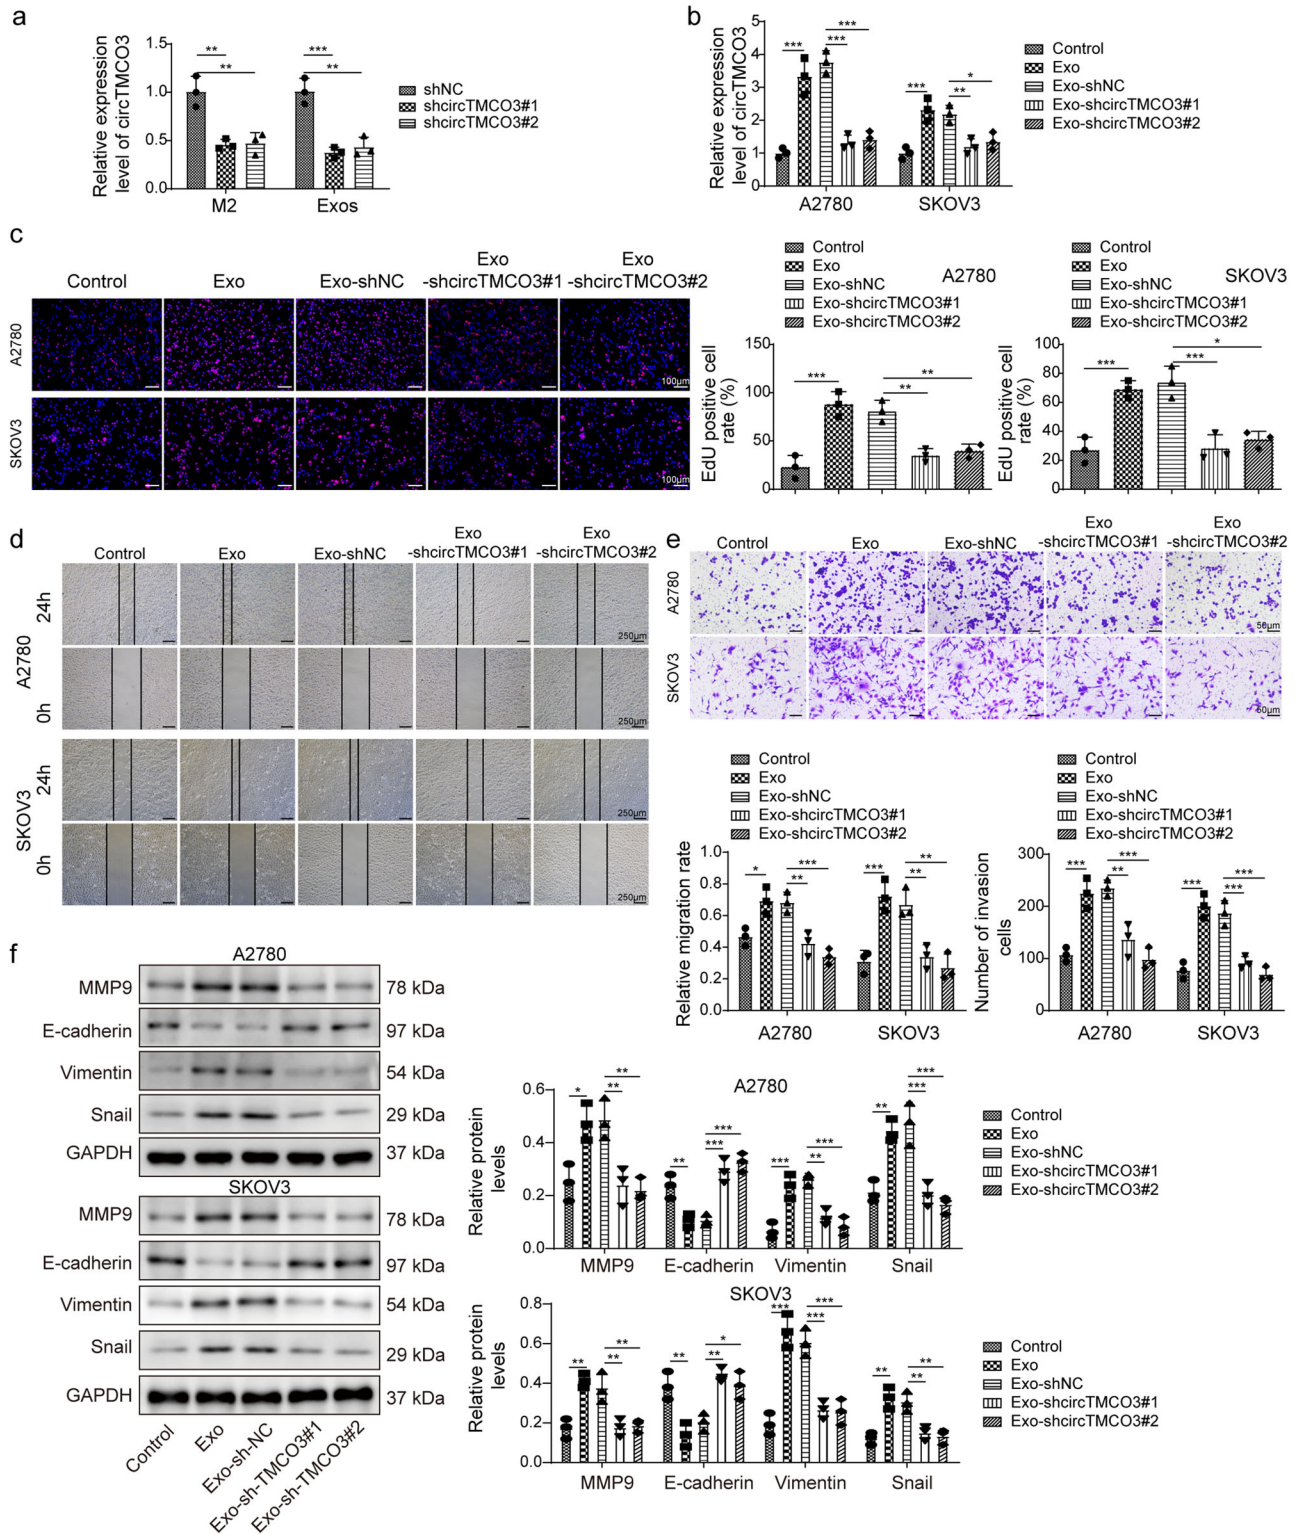 a
Relative expression
level of circTMCO3
1.5
1.0
0.5
0.0
**
**
***
**
M2
Exos
shNC
shcircTMCO3#1
shcircTMCO3#2
b
Relative expression
level of circTMCO3
5
4
3
2
1
0
***
***
***
***
**
*
A2780
SKOV3
Control
Exo
Exo-shNC
Exo-shcircTMCO3#1
Exo-shcircTMCO3#2
c
Control
Exo
Exo-shNC
Exo
-shcircTMCO3#1
Exo
-shcircTMCO3#2
A2780
100μm
SKOV3
100μm
Control
Exo
Exo-shNC
Exo-shcircTMCO3#1
Exo-shcircTMCO3#2
A2780
EdU positive cell
rate (%)
150
100
50
0
***
**
**
Control
Exo
Exo-shNC
Exo-shcircTMCO3#1
Exo-shcircTMCO3#2
SKOV3
EdU positive cell
rate (%)
100
80
60
40
20
0
***
***
*
d
Control
Exo
Exo-shNC
Exo
-shcircTMCO3#1
Exo
-shcircTMCO3#2
A2780
24h
250μm
0h
250μm
SKOV3
24h
250μm
0h
250μm
e
Control
Exo
Exo-shNC
Exo
-shcircTMCO3#1
Exo
-shcircTMCO3#2
A2780
50μm
SKOV3
50μm
Control
Exo
Exo-shNC
Exo-shcircTMCO3#1
Exo-shcircTMCO3#2
Relative migration rate
1.0
0.8
0.6
0.4
0.2
0.0
*
**
***
***
**
**
A2780
SKOV3
Control
Exo
Exo-shNC
Exo-shcircTMCO3#1
Exo-shcircTMCO3#2
Number of invasion
cells
300
200
100
0
***
**
***
***
***
***
A2780
SKOV3
f
A2780
MMP9
78 kDa
E-cadherin
97 kDa
Vimentin
54 kDa
Snail
29 kDa
GAPDH
37 kDa
SKOV3
MMP9
78 kDa
E-cadherin
97 kDa
Vimentin
54 kDa
Snail
29 kDa
GAPDH
37 kDa
Control
Exo
Exo-sh-NC
Exo-sh-TMCO3#1
Exo-sh-TMCO3#2
A2780
Relative protein
levels
0.6
0.4
0.2
0.0
*
**
**
**
***
***
***
**
***
**
***
***
MMP9
E-cadherin
Vimentin
Snail
Control
Exo
Exo-shNC
Exo-shcircTMCO3#1
Exo-shcircTMCO3#2
SKOV3
Relative protein
levels
0.8
0.6
0.4
0.2
0.0
**
**
**
**
**
*
***
***
***
**
**
**
MMP9
E-cadherin
Vimentin
Snail
Control
Exo
Exo-shNC
Exo-shcircTMCO3#1
Exo-shcircTMCO3#2